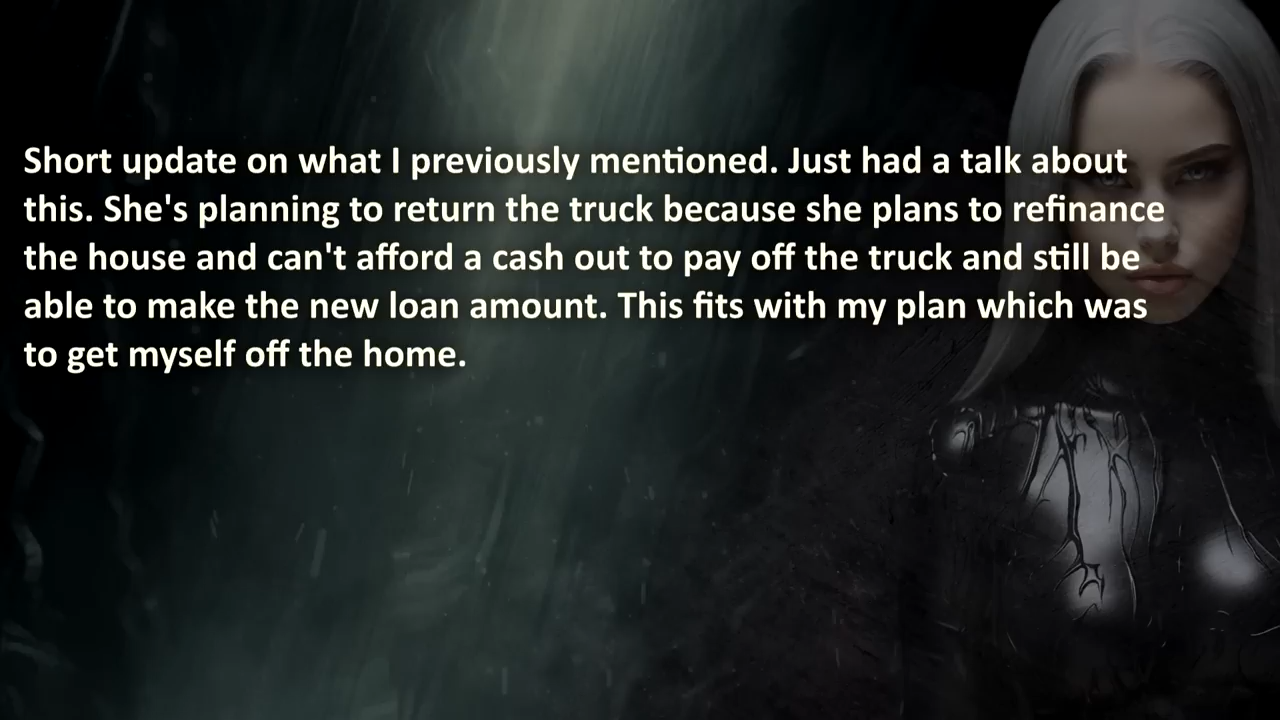 Short update on what I previously mentioned. Just had a talk about
this. She's planning to return the truck because she plans to refinance
the house and can't afford a cash out to pay off the truck and still be
able to make the new loan amount. This fits with my plan which was
to get myself off the home.